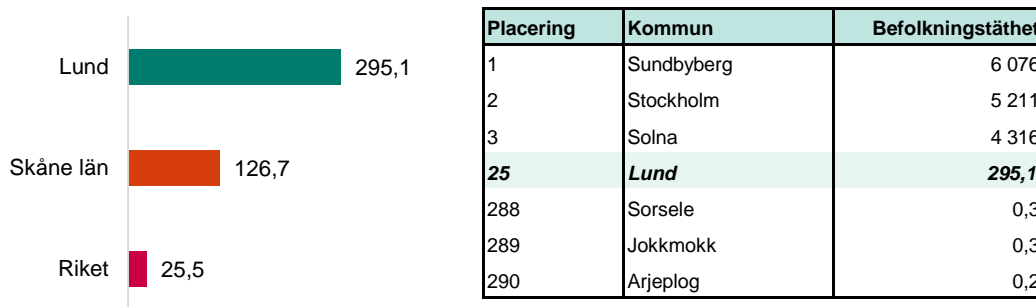 Lund 295,1
Skåne län 126,7
Riket 25,5
Placering Kommun Befolkningstäthet
1 Sundbyberg 6 076
2 Stockholm 5 211
3 Solna 4 316
25 Lund 295,1
288 Sorsele 0,3
289 Jokkmokk 0,3
290 Arjeplog 0,2